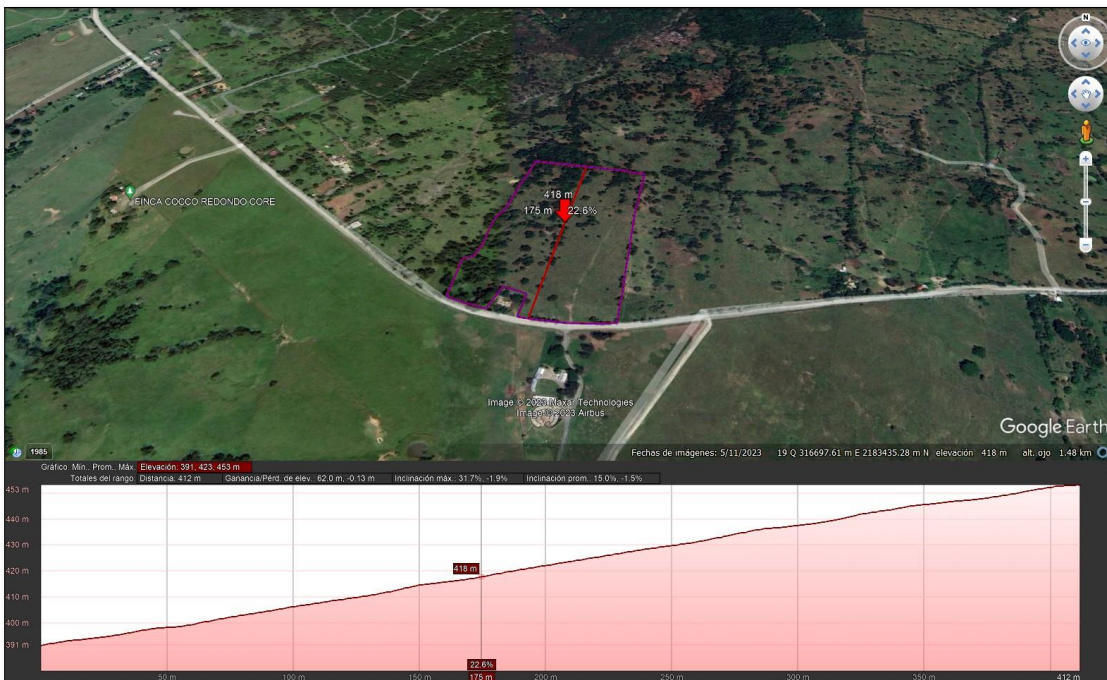 N
FINCA COCCO REDONDO CORE
418 m
175 m 22.6%
Image © 2023 Maxar Technologies
Image © 2023 Airbus
Google Earth
1985
Fechas de imágenes: 5/11/2023 19 Q 316697.61 m E 2183435.28 m N elevación 418 m alt. ojo 1.48 km
Gráfico: Mín., Prom., Máx. Elevación: 391, 423, 453 m
Totales del rango: Distancia: 412 m Ganancia/Pérd. de elev.: 62.0 m, -0.13 m Inclinación máx.: 31.7%, -1.9% Inclinación prom.: 15.0%, -1.5%
453 m
440 m
430 m
420 m
410 m
400 m
391 m
418 m
22.6%
50 m 100 m 150 m 175 m 200 m 250 m 300 m 350 m 412 m